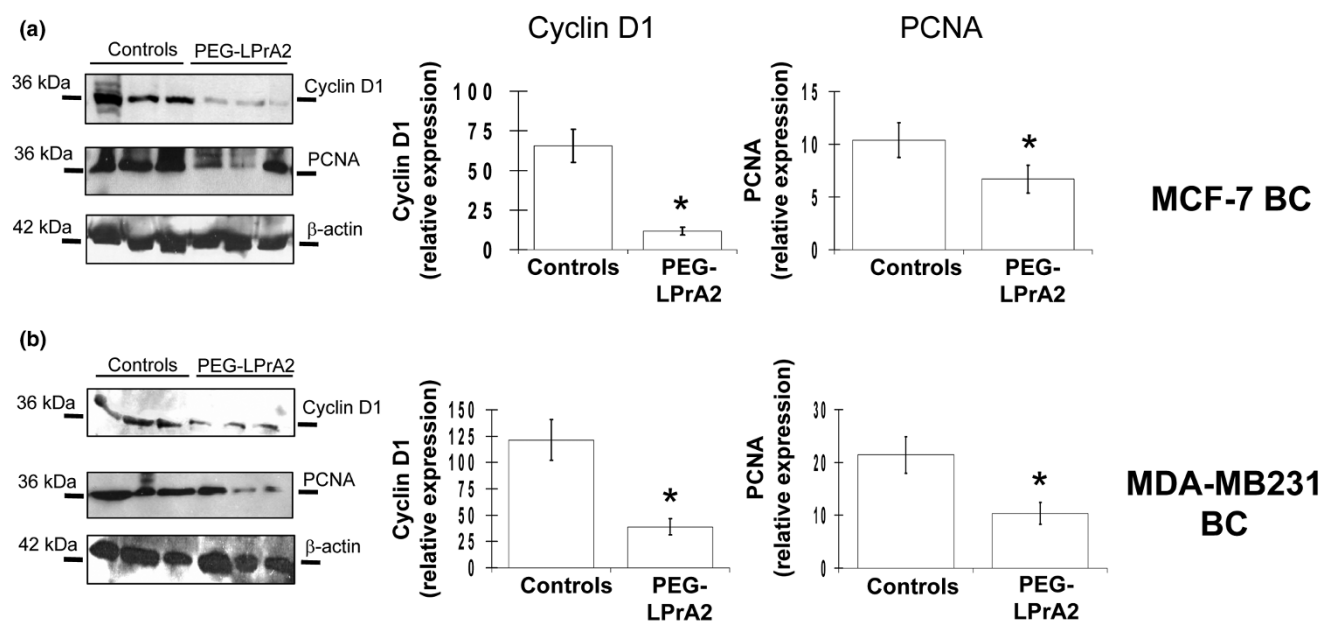 (a)
Controls PEG-LPrA2
36 kDa
Cyclin D1
36 kDa
PCNA
42 kDa
β-actin
Cyclin D1
Cyclin D1
(relative expression)
100
75
50
25
0
*
Controls
PEG-
LPrA2
PCNA
PCNA
(relative expression)
15
10
5
0
*
Controls
PEG-
LPrA2
MCF-7 BC
(b)
Controls PEG-LPrA2
36 kDa
Cyclin D1
36 kDa
PCNA
42 kDa
β-actin
Cyclin D1
(relative expression)
150
125
100
75
50
25
0
*
Controls
PEG-
LPrA2
PCNA
(relative expression)
30
20
10
0
*
Controls
PEG-
LPrA2
MDA-MB231
BC